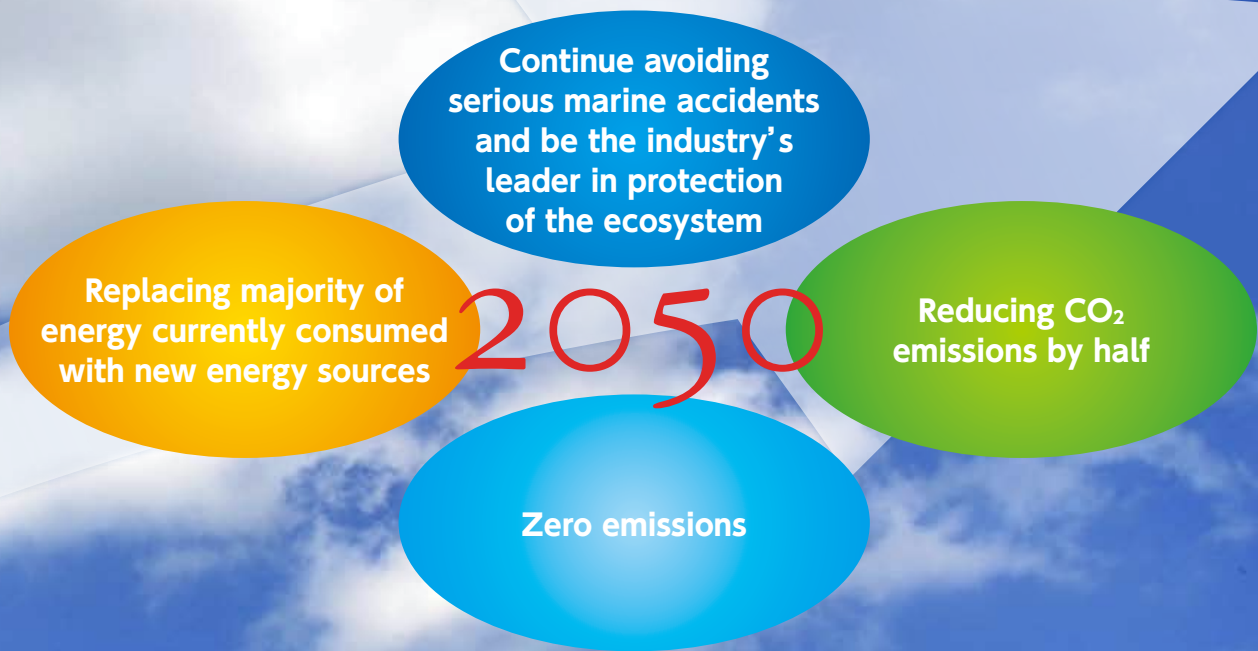 Continue avoiding
serious marine accidents
and be the industry’s
leader in protection
of the ecosystem
Replacing majority of
energy currently consumed
with new energy sources
2050
Reducing CO₂
emissions by half
Zero emissions